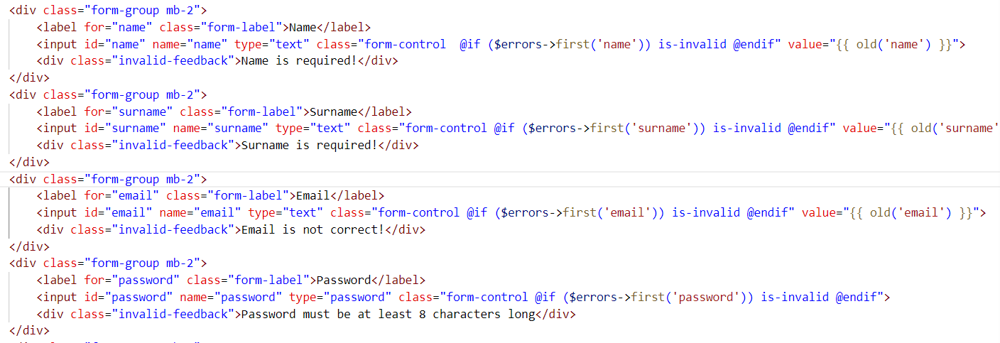 <div class="form-group mb-2">
    <label for="name" class="form-label">Name</label>
    <input id="name" name="name" type="text" class="form-control  @if ($errors->first('name')) is-invalid @endif" value="{{ old('name') }}">
    <div class="invalid-feedback">Name is required!</div>
</div>
<div class="form-group mb-2">
    <label for="surname" class="form-label">Surname</label>
    <input id="surname" name="surname" type="text" class="form-control @if ($errors->first('surname')) is-invalid @endif" value="{{ old('surname'
    <div class="invalid-feedback">Surname is required!</div>
</div>
<div class="form-group mb-2">
    <label for="email" class="form-label">Email</label>
    <input id="email" name="email" type="text" class="form-control @if ($errors->first('email')) is-invalid @endif" value="{{ old('email') }}">
    <div class="invalid-feedback">Email is not correct!</div>
</div>
<div class="form-group mb-2">
    <label for="password" class="form-label">Password</label>
    <input id="password" name="password" type="password" class="form-control @if ($errors->first('password')) is-invalid @endif">
    <div class="invalid-feedback">Password must be at least 8 characters long</div>
</div>